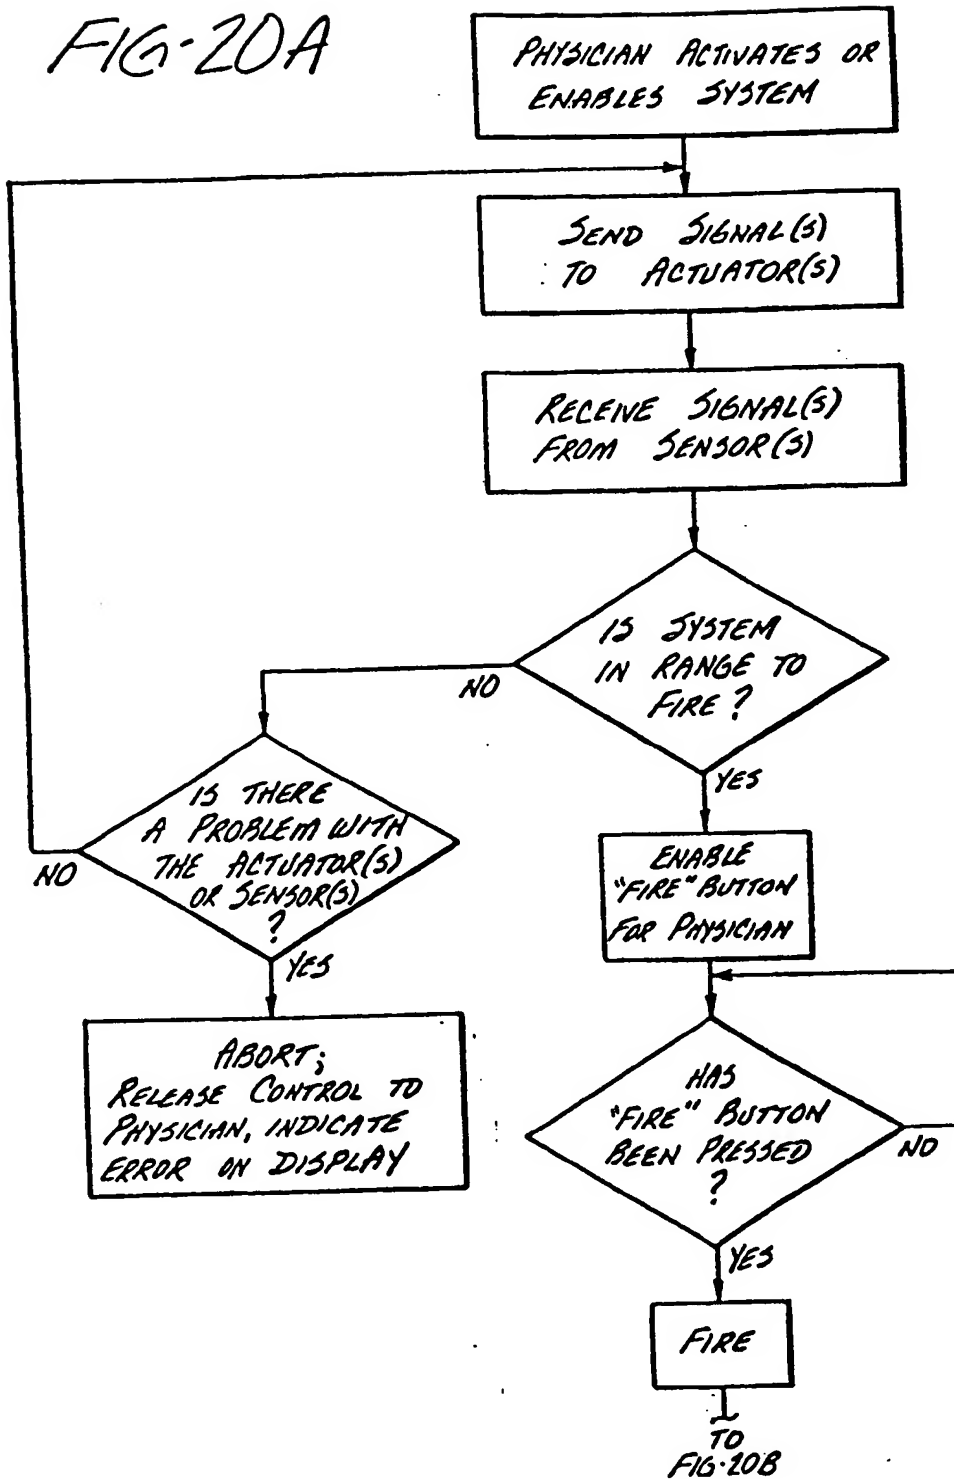 FIG-20A
PHYSICIAN ACTIVATES OR
ENABLES SYSTEM
SEND SIGNAL(S)
TO ACTUATOR(S)
RECEIVE SIGNAL(S)
FROM SENSOR(S)
IS SYSTEM
IN RANGE TO
FIRE ?
NO
YES
IS THERE
A PROBLEM WITH
THE ACTUATOR(S)
OR SENSOR(S)
?
NO
YES
ABORT;
RELEASE CONTROL TO
PHYSICIAN, INDICATE
ERROR ON DISPLAY
ENABLE
"FIRE" BUTTON
FOR PHYSICIAN
HAS
"FIRE" BUTTON
BEEN PRESSED
?
NO
YES
FIRE
TO
FIG-20B